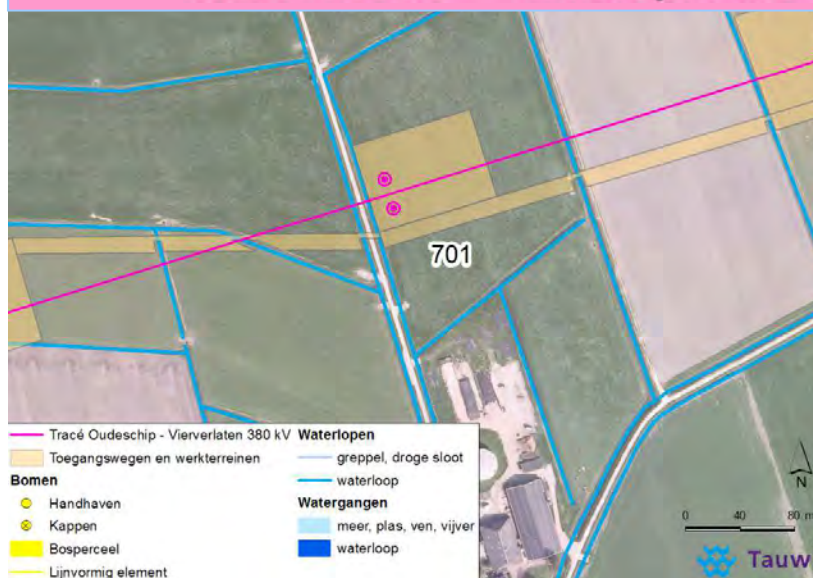 701
Tracé Oudeschip - Vierverlaten 380 kV
Toegangswegen en werkterreinen
Bomen
Handhaven
Kappen
Bosperceel
Lijnvormig element
Waterlopen
greppel, droge sloot
waterloop
Watergangen
meer, plas, ven, vijver
waterloop
N
0 40 80 m
Tauw